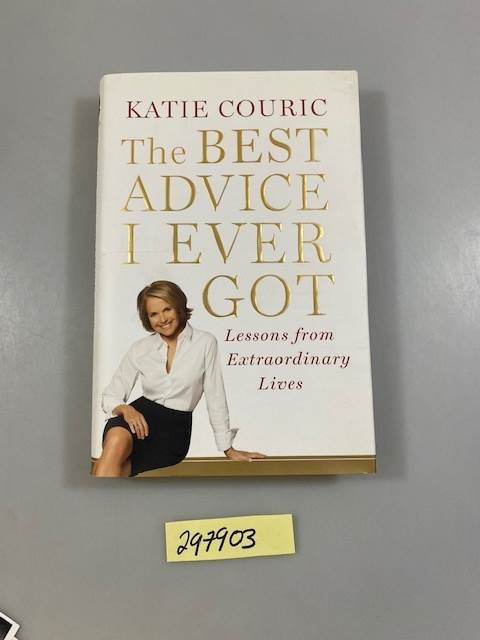 KATIE COURIC
The BEST
ADVICE
I EVER
GOT
Lessons from
Extraordinary
Lives
297903